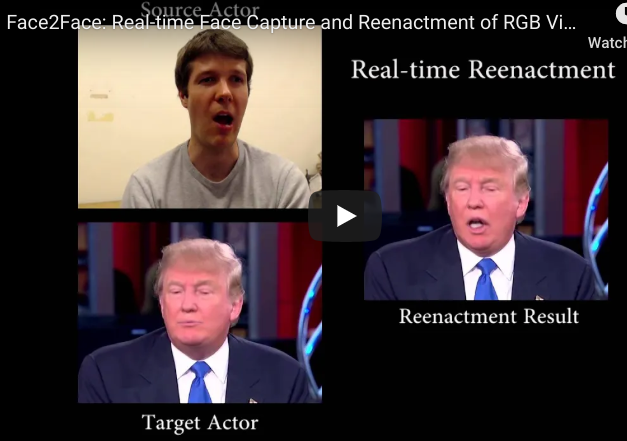 Source Actor
Face2Face: Real-time Face Capture and Reenactment of RGB Vi...
Watch
Real-time Reenactment
Reenactment Result
Target Actor